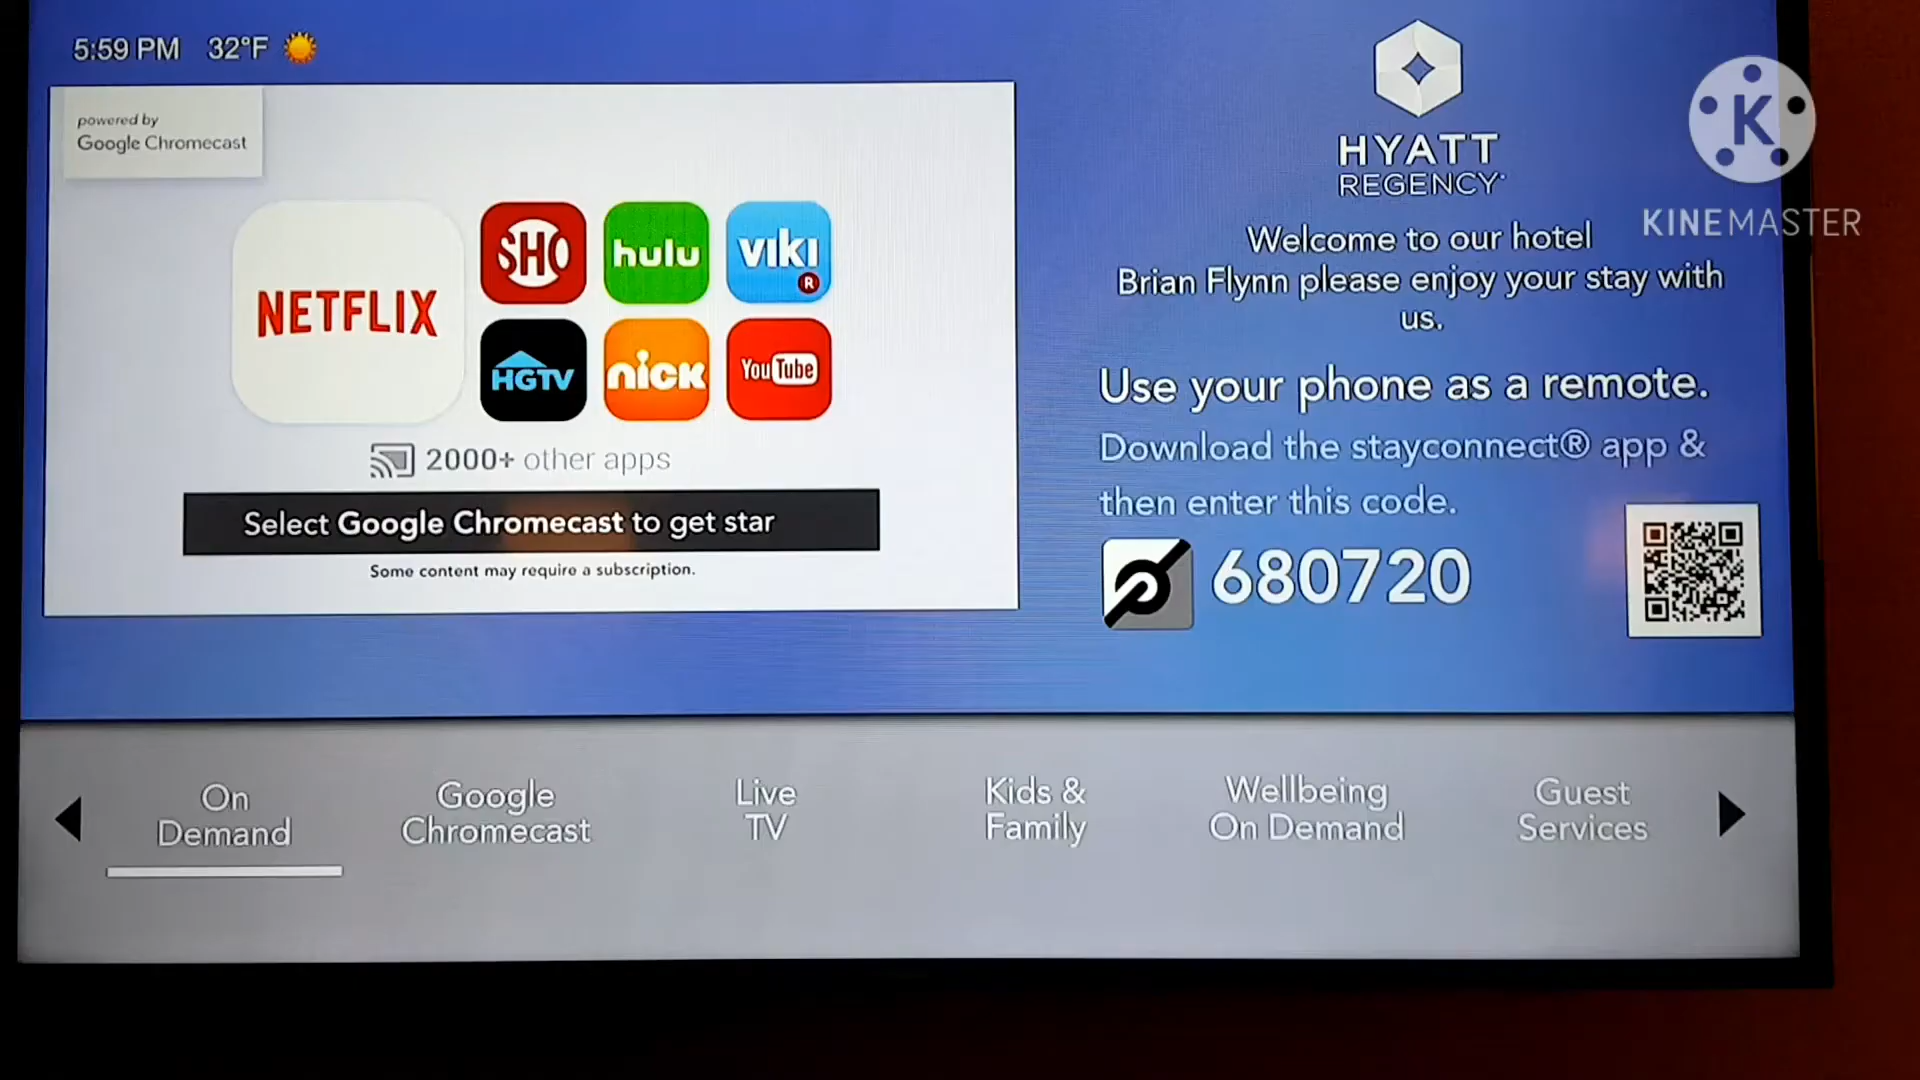 5:59 PM 32°F
powered by
Google Chromecast
NETFLIX
SHO
hulu
VIKI
R
HGTV
nick
YouTube
2000+ other apps
Select Google Chromecast to get star
Some content may require a subscription.
HYATT
REGENCY
Welcome to our hotel
Brian Flynn please enjoy your stay with
us.
Use your phone as a remote.
Download the stayconnect® app &
then enter this code.
680720
K
KINEMASTER
On
Demand
Google
Chromecast
Live
TV
Kids &
Family
Wellbeing
On Demand
Guest
Services